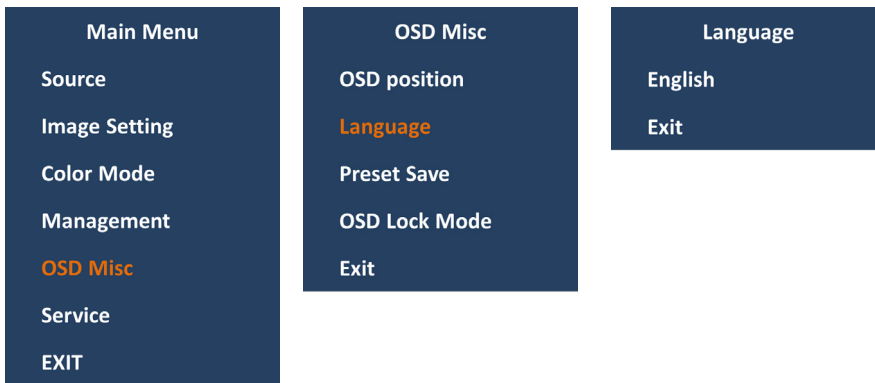 Main Menu
Source
Image Setting
Color Mode
Management
OSD Misc
Service
EXIT
OSD Misc
OSD position
Language
Preset Save
OSD Lock Mode
Exit
Language
English
Exit